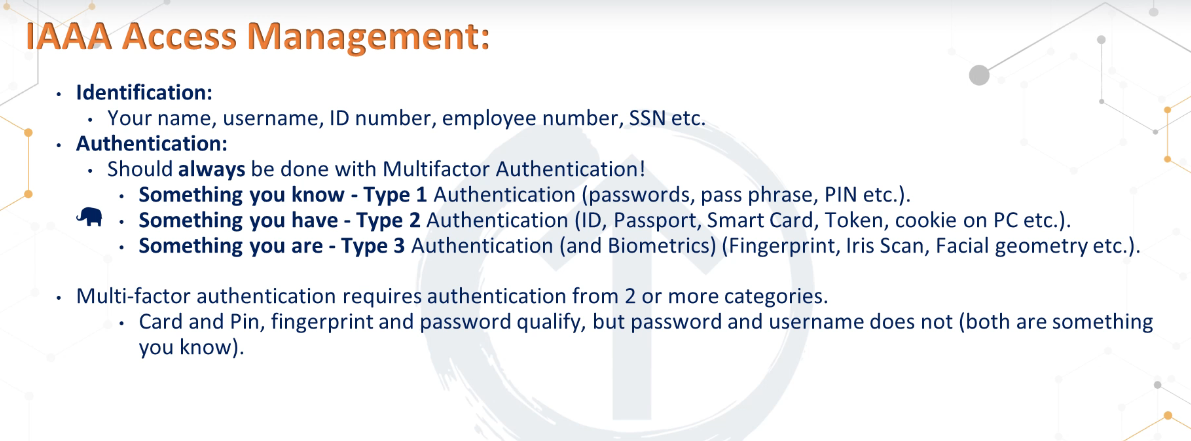 IAAA Access Management:
• Identification:
• Your name, username, ID number, employee number, SSN etc.
• Authentication:
• Should always be done with Multifactor Authentication!
• Something you know - Type 1 Authentication (passwords, pass phrase, PIN etc.).
• Something you have - Type 2 Authentication (ID, Passport, Smart Card, Token, cookie on PC etc.).
• Something you are - Type 3 Authentication (and Biometrics) (Fingerprint, Iris Scan, Facial geometry etc.).
• Multi-factor authentication requires authentication from 2 or more categories.
• Card and Pin, fingerprint and password qualify, but password and username does not (both are something
you know).